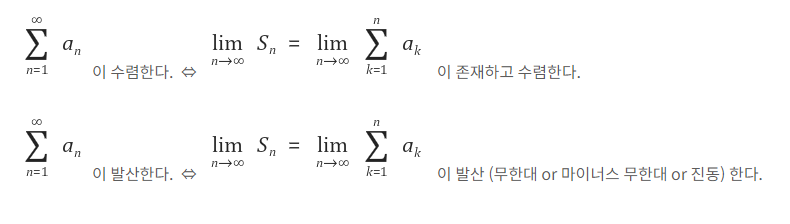 ∑_{n=1}^{∞} a_n 이 수렴한다. ⇔ lim_{n→∞} S_n = lim_{n→∞} ∑_{k=1}^{n} a_k 이 존재하고 수렴한다.
∑_{n=1}^{∞} a_n 이 발산한다. ⇔ lim_{n→∞} S_n = lim_{n→∞} ∑_{k=1}^{n} a_k 이 발산 (무한대 or 마이너스 무한대 or 진동) 한다.